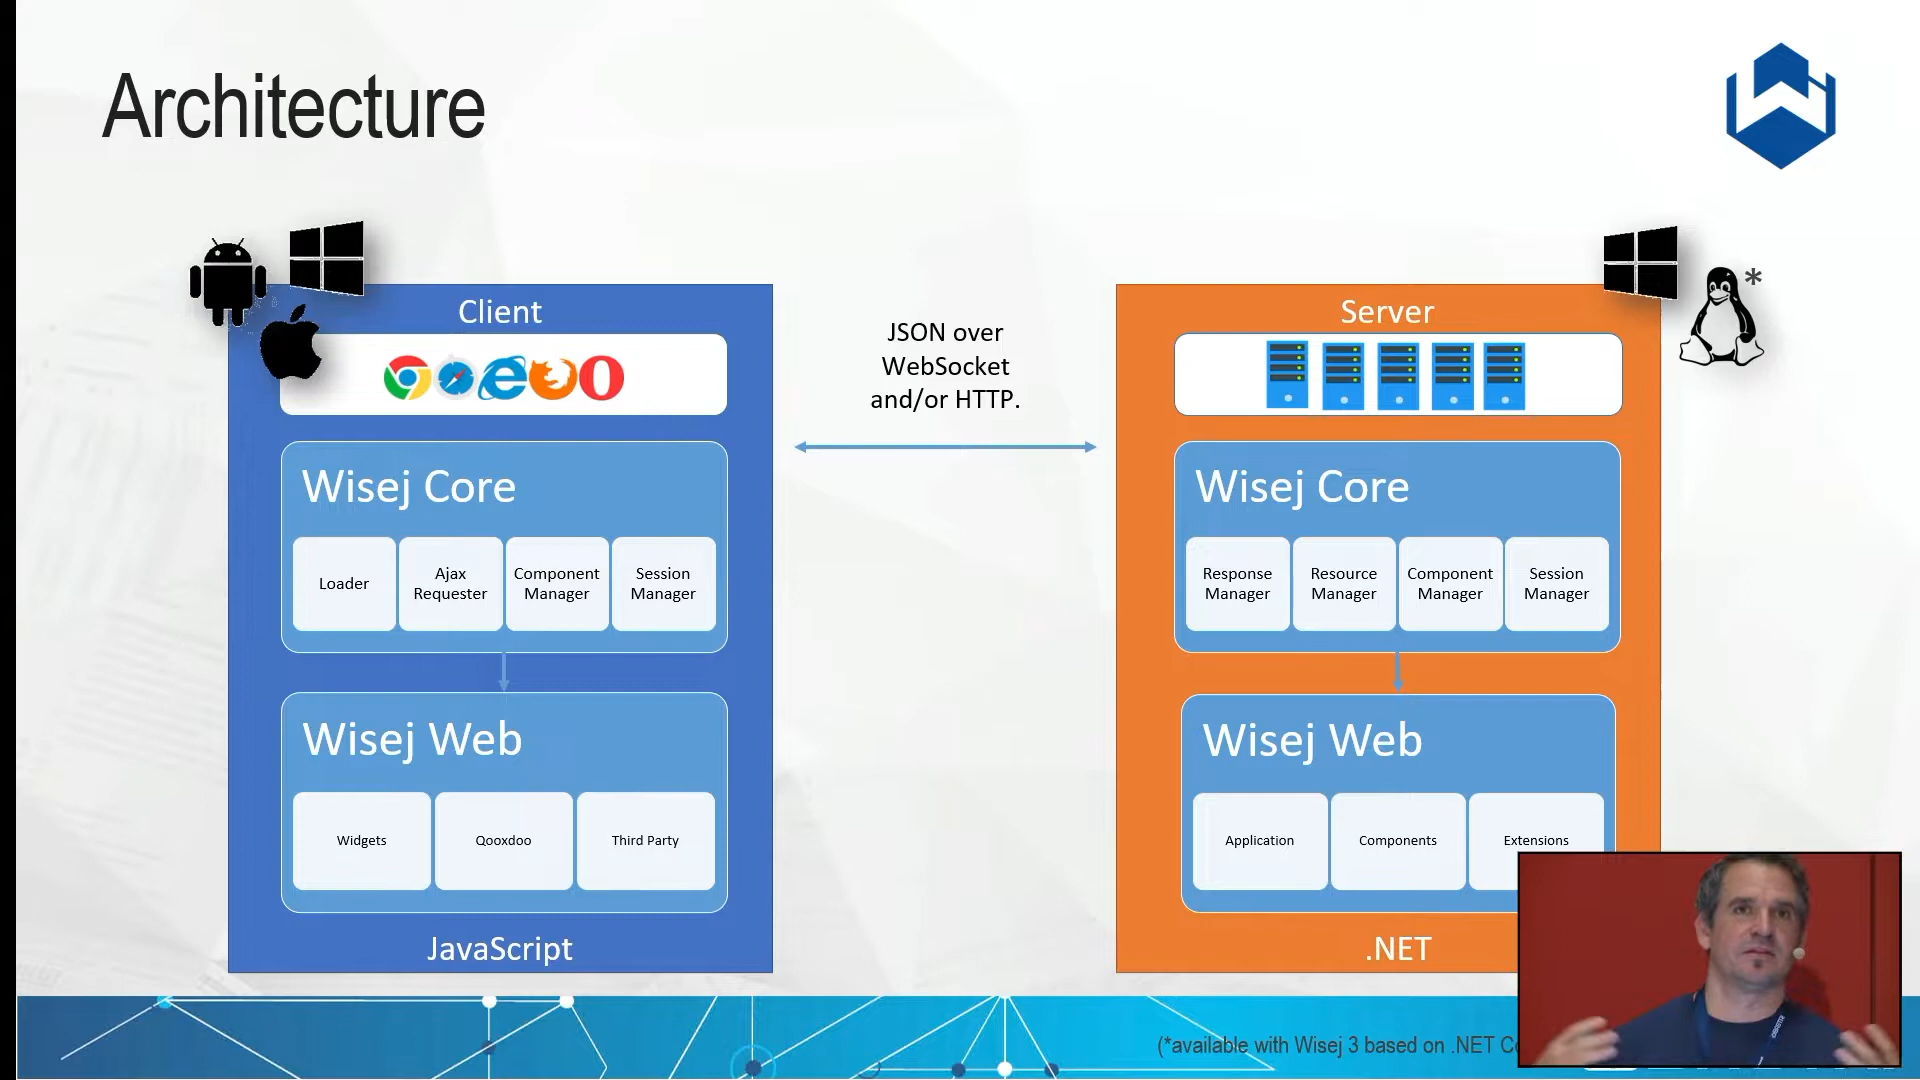 Architecture
Client
JSON over
WebSocket
and/or HTTP.
Server
*
Wisej Core
Loader
Ajax
Requester
Component
Manager
Session
Manager
Wisej Core
Response
Manager
Resource
Manager
Component
Manager
Session
Manager
Wisej Web
Widgets
Qooxdoo
Third Party
Wisej Web
Application
Components
Extensions
JavaScript
.NET
(*available with Wisej 3 based on .NET